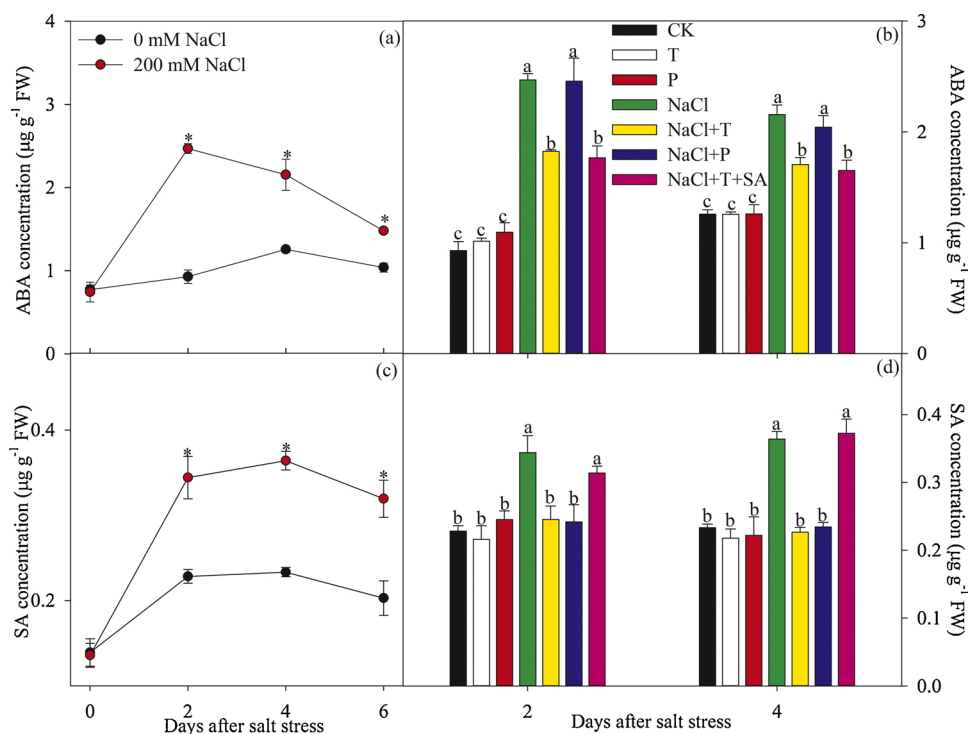 4
3
2
1
0
ABA concentration (µg g⁻¹ FW)
0 mM NaCl
200 mM NaCl
(a)
*
*
*
CK
T
P
NaCl
NaCl+T
NaCl+P
NaCl+T+SA
(b)
c
c
c
a
b
a
b
c
c
c
a
b
a
b
3
2
1
0
ABA concentration (µg g⁻¹ FW)
0.4
0.2
SA concentration (µg g⁻¹ FW)
(c)
*
*
*
0
2
4
6
Days after salt stress
(d)
b
b
b
a
b
b
a
b
b
b
a
b
b
a
0.4
0.3
0.2
0.1
0.0
SA concentration (µg g⁻¹ FW)
2
4
Days after salt stress